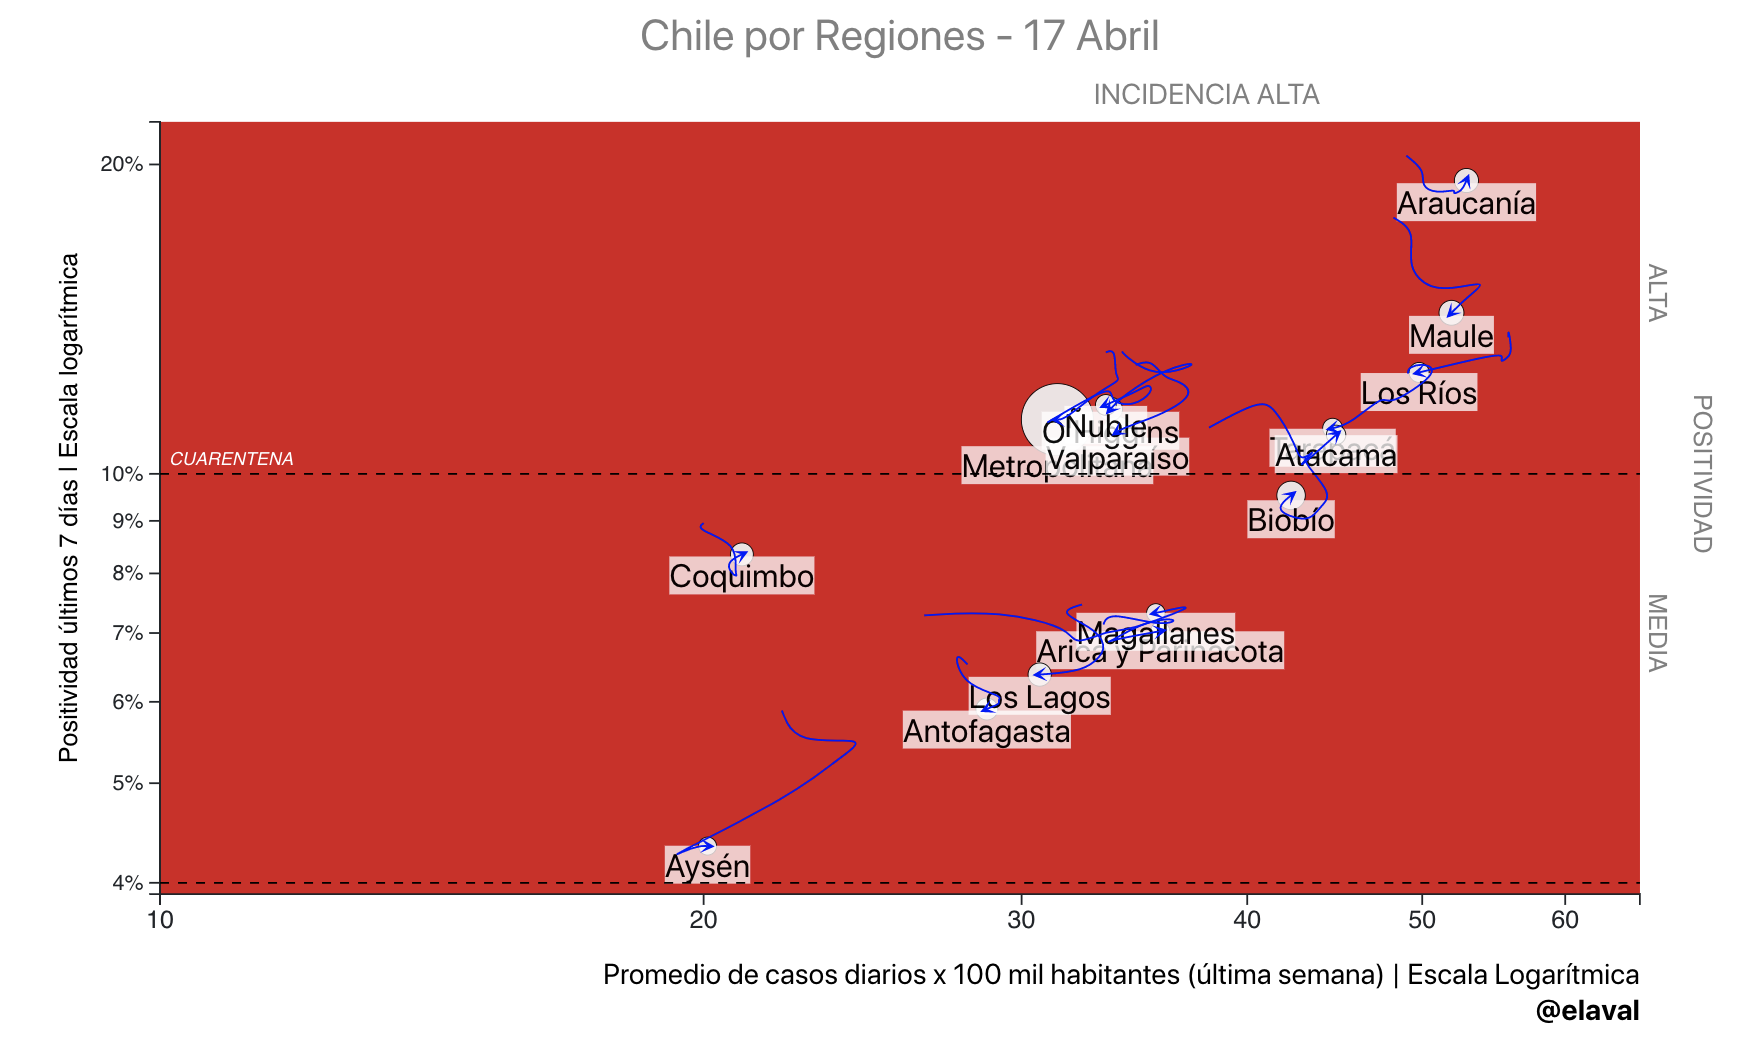 Chile por Regiones - 17 Abril
INCIDENCIA ALTA
20%
10%
9%
8%
7%
6%
5%
4%
Positividad últimos 7 días | Escala logarítmica
CUARENTENA
Araucanía
Maule
Los Ríos
Ñuble
Metropolitana
Valparaíso
Atacama
Biobío
Coquimbo
Magallanes
Arica y Parinacota
Los Lagos
Antofagasta
Aysén
ALTA
POSITIVIDAD
MEDIA
10
20
30
40
50
60
Promedio de casos diarios x 100 mil habitantes (última semana) | Escala Logarítmica
@elaval